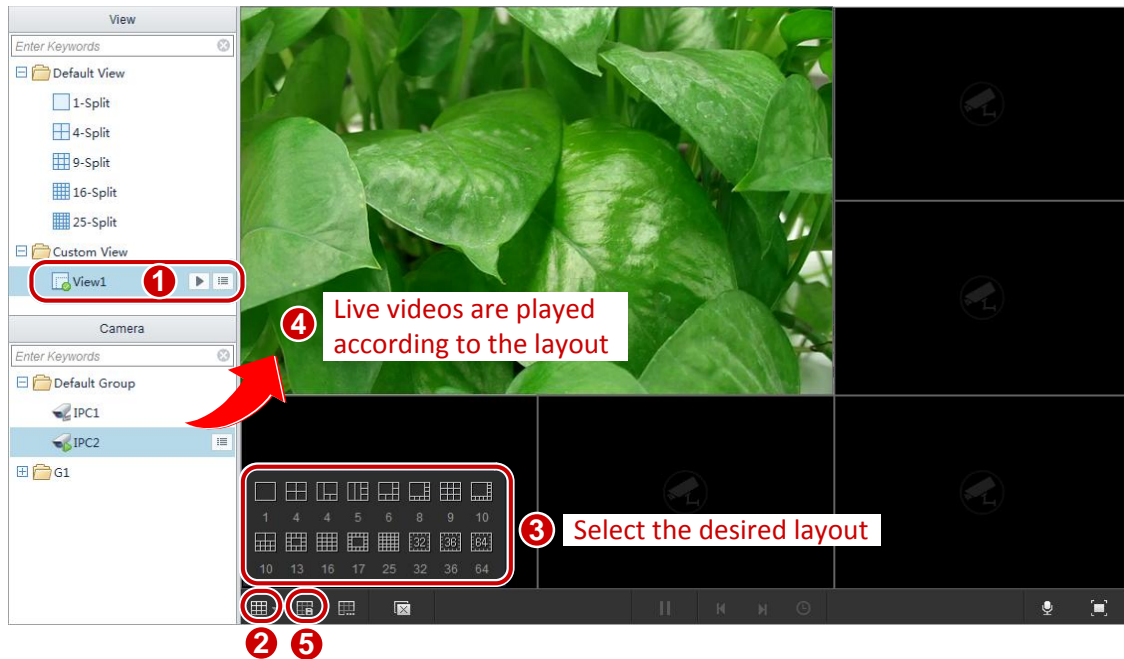 View
Enter Keywords
Default View
1-Split
4-Split
9-Split
16-Split
25-Split
Custom View
View1
1
Camera
Enter Keywords
Default Group
IPC1
IPC2
G1
4
Live videos are played
according to the layout
1 4 4 5 6 8 9 10
32 36 64
10 13 16 17 25 32 36 64
3
Select the desired layout
2 5